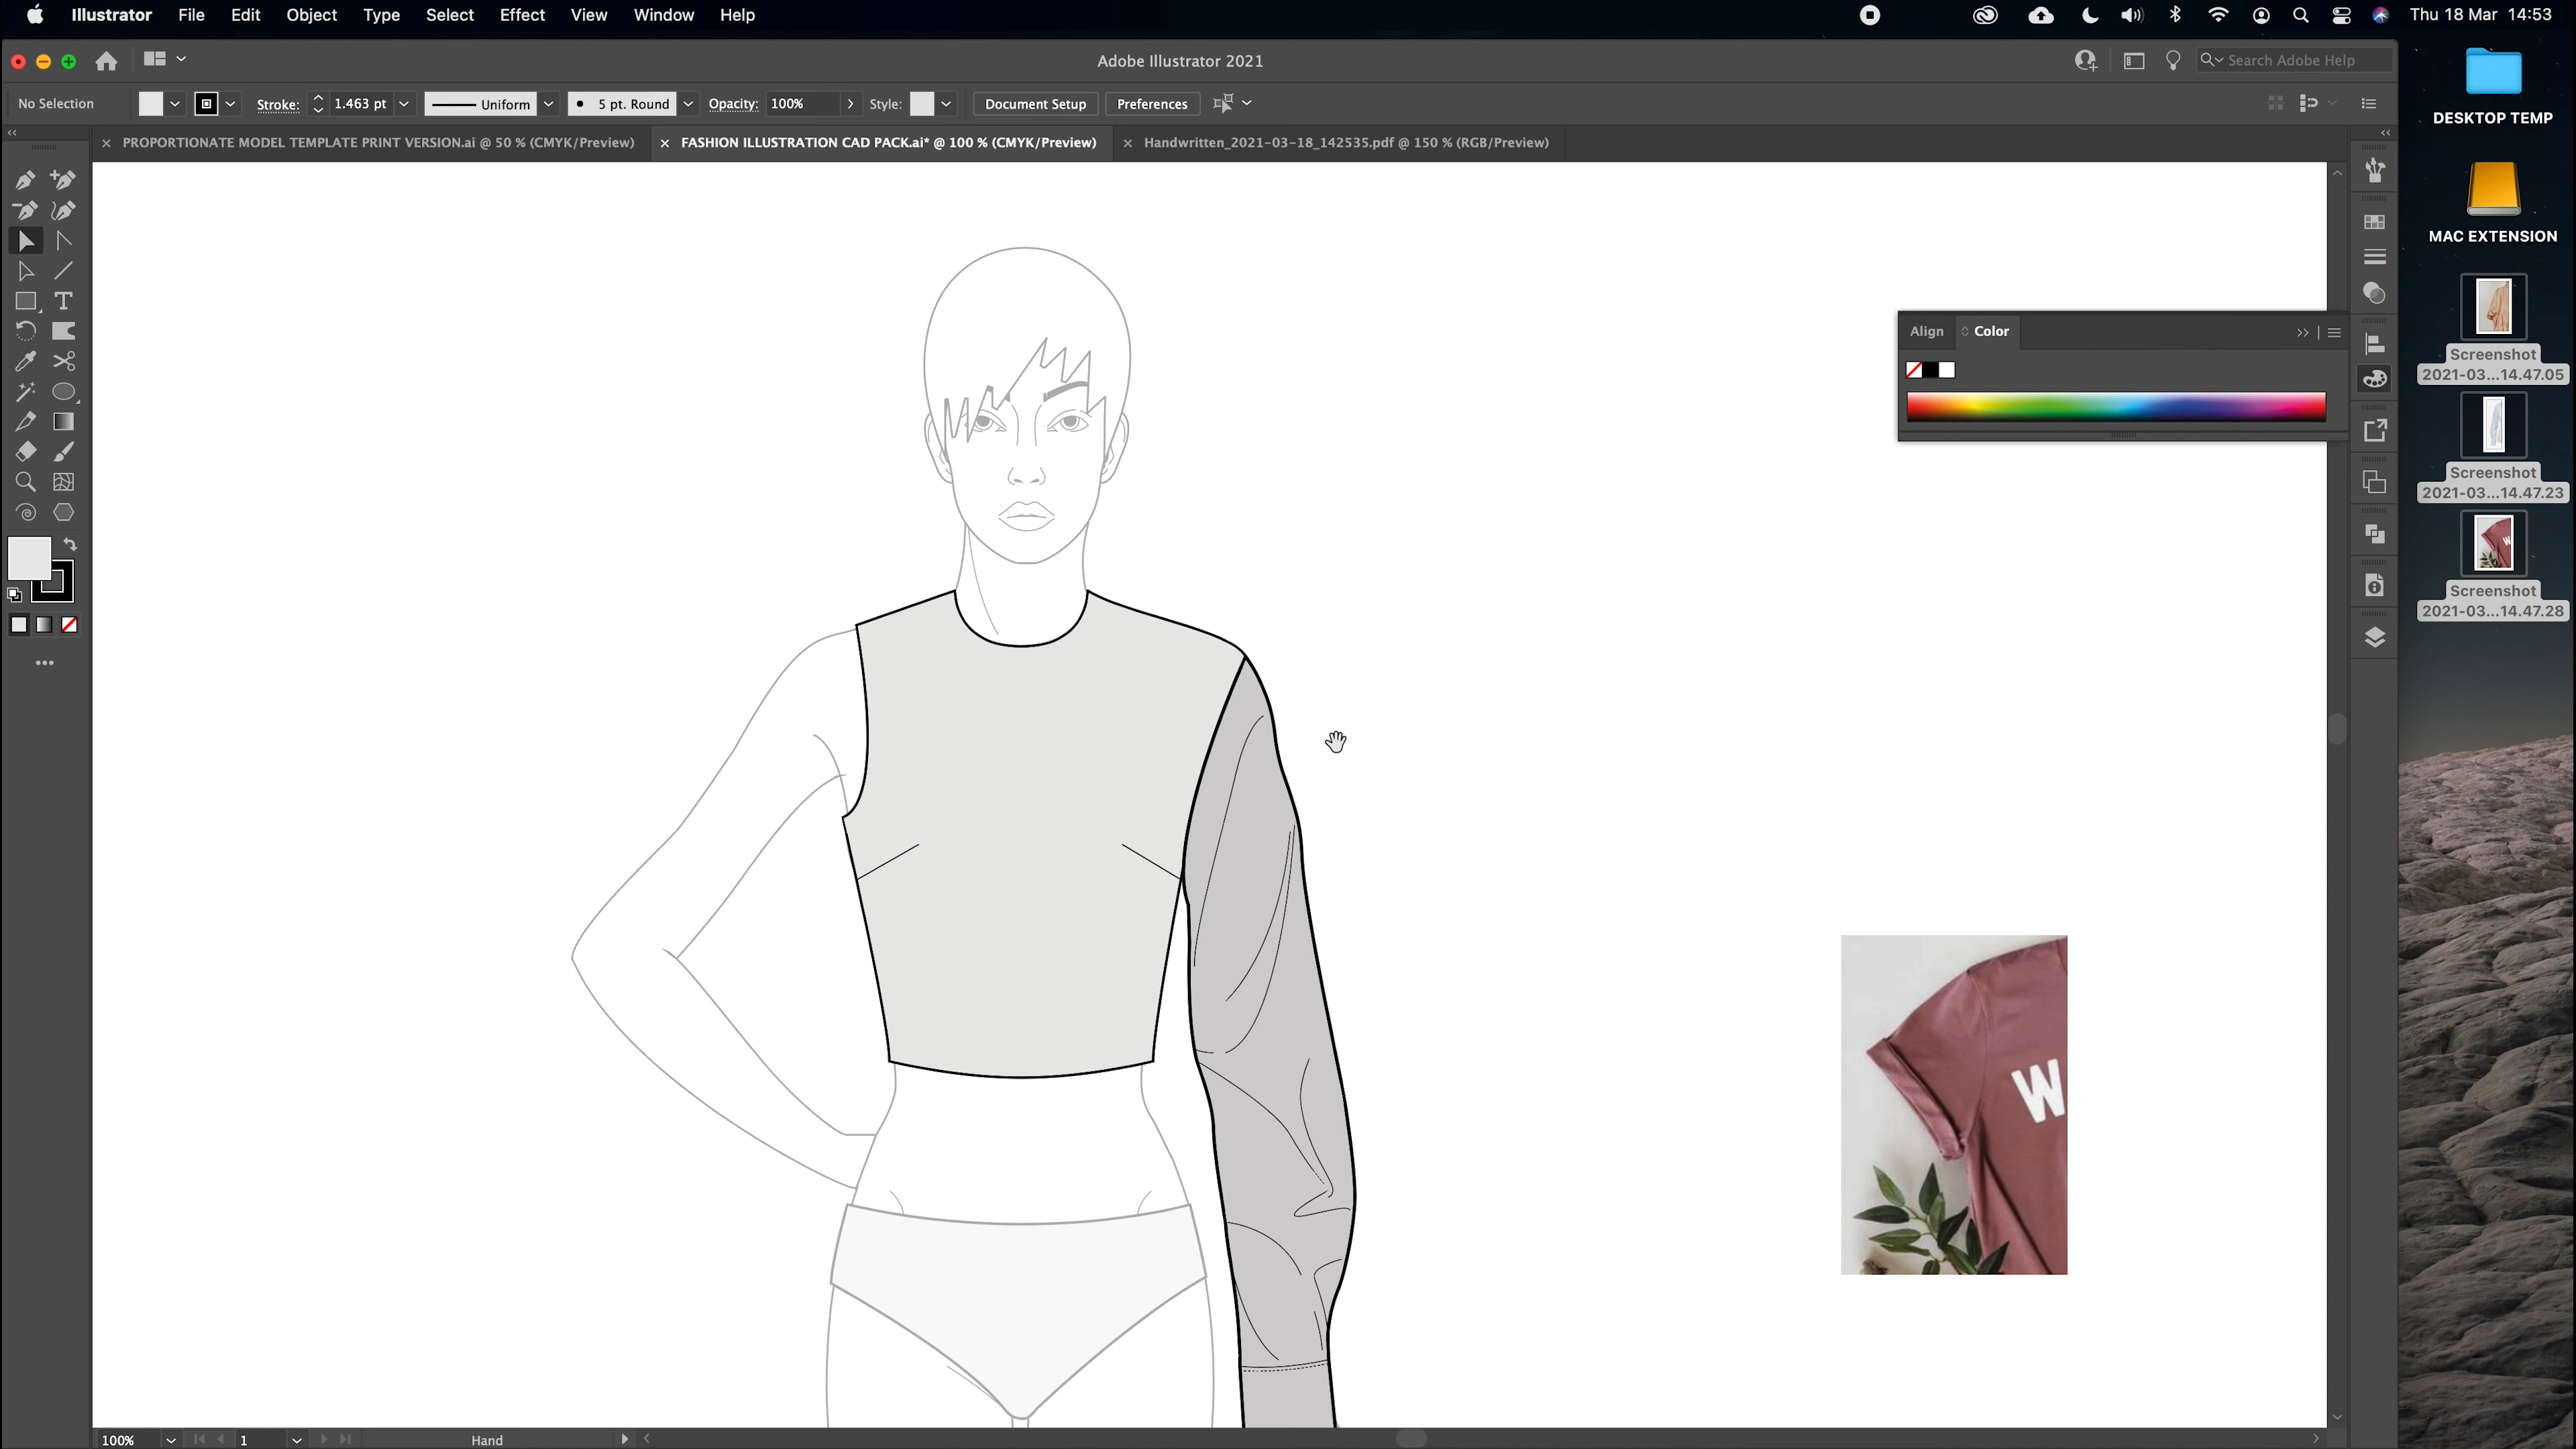 Illustrator File Edit Object Type Select Effect View Window Help Thu 18 Mar 14:53
Adobe Illustrator 2021 Search Adobe Help
No Selection Stroke: 1.463 pt Uniform 5 pt. Round Opacity: 100% Style: Document Setup Preferences
× PROPORTIONATE MODEL TEMPLATE PRINT VERSION.ai @ 50 % (CMYK/Preview) × FASHION ILLUSTRATION CAD PACK.ai* @ 100 % (CMYK/Preview) × Handwritten_2021-03-18_142535.pdf @ 150 % (RGB/Preview)
DESKTOP TEMP
MAC EXTENSION
Align Color
Screenshot
2021-03...14.47.05
Screenshot
2021-03...14.47.23
Screenshot
2021-03...14.47.28
W
W
100% 1 Hand